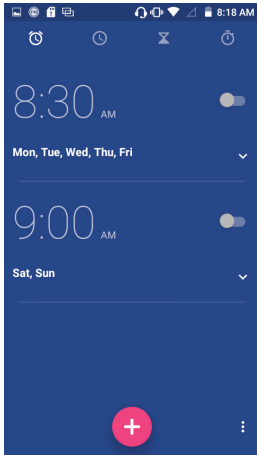 8:18 AM
8:30 AM
Mon, Tue, Wed, Thu, Fri
9:00 AM
Sat, Sun